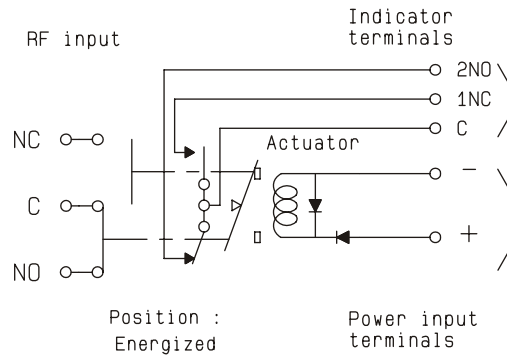 RF input
Indicator
terminals
2NO
1NC
C
Actuator
NC
C
NO
−
+
Position :
Energized
Power input
terminals